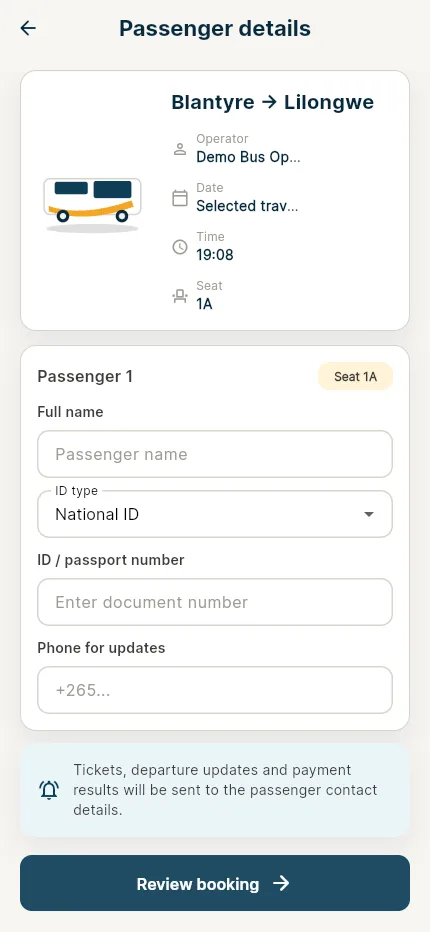 Passenger details
Blantyre → Lilongwe
Operator
Demo Bus Op...
Date
Selected trav...
Time
19:08
Seat
1A
Passenger 1
Seat 1A
Full name
Passenger name
ID type
National ID
ID / passport number
Enter document number
Phone for updates
+265...
Tickets, departure updates and payment
results will be sent to the passenger contact
details.
Review booking →